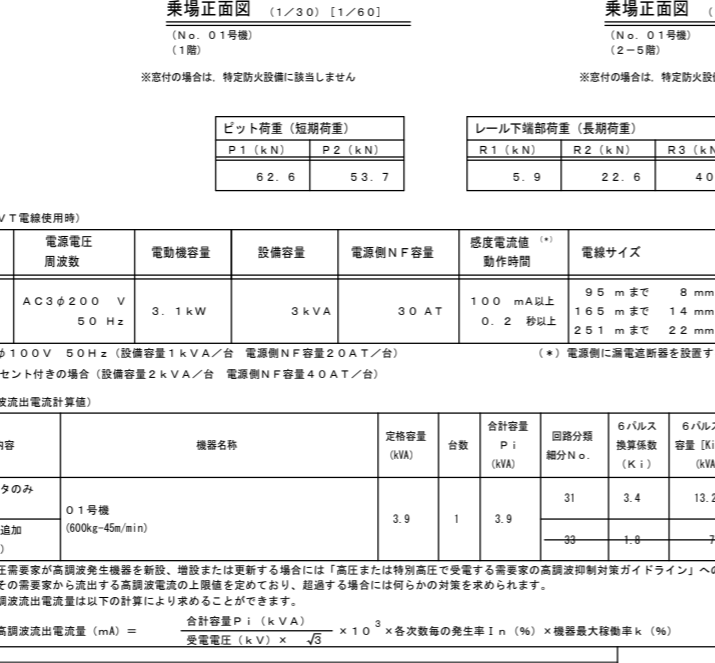 乗場正面図 （1／30）［1／60］
（No. 01号機）
（1階）
※窓付の場合は、特定防火設備に該当しません
乗場正面図 （
（No. 01号機）
（2－5階）
※窓付の場合は、特定防火設
ピット荷重（短期荷重）
P1（kN） P2（kN）
62.6 53.7
レール下端部荷重（長期荷重）
R1（kN） R2（kN） R3（kN
5.9 22.6 40
VT電線使用時）
電源電圧 周波数 電動機容量 設備容量 電源側NF容量 感度電流値（*） 動作時間 電線サイズ
AC3φ200 V 50 Hz 3.1kW 3kVA 30 AT 100 mA以上 0.2 秒以上
95 mまで 8 mm
165 mまで 14 mm
251 mまで 22 mm
φ100V 50Hz（設備容量1kVA／台 電源側NF容量20AT／台）
（*）電源側に漏電遮断器を設置す
セント付きの場合（設備容量2kVA／台 電源側NF容量40AT／台）
波流出電流計算値）
内容 機器名称 定格容量 (kVA) 台数 合計容量 Pi (kVA) 回路分類 細分No. 6パルス 換算係数 （Ki） 6パルス 容量［Ki (kVA
タのみ
追加
)
01号機
(600kg-45m/min)
3.9 1 3.9
31 3.4 13.2
33 1.8 7
圧需要家が高調波発生機器を新設、増設または更新する場合には「高圧または特別高圧で受電する需要家の高調波抑制対策ガイドライン」への
その需要家から流出する高調波電流の上限値を定めており、超過する場合には何らかの対策を求められます。
調波流出電流量は以下の計算により求めることができます。
高調波流出電流量（mA）＝ 合計容量Pi（kVA） ／ 受電電圧（kV）× √3 ×10³×各次数毎の発生率In（%）×機器最大稼働率k（%）